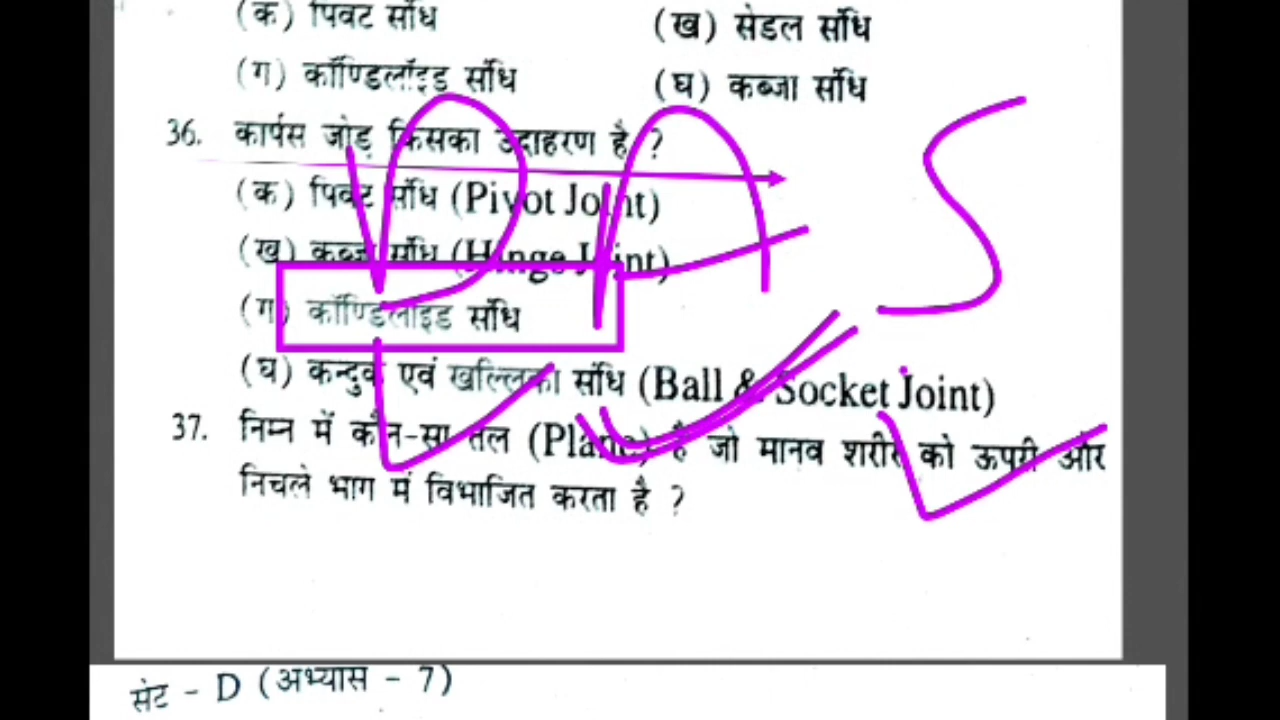 (क) पिवट संधि (ख) सेडल संधि
(ग) कॉण्डिलॉइड संधि (घ) कब्जा संधि
36. कार्पस जोड़ किसका उदाहरण है ?
(क) पिवट संधि (Pivot Joint)
(ख) कब्जा संधि (Hinge Joint)
(ग) कॉण्डिलॉइड संधि
(घ) कन्दुक एवं खल्लिका संधि (Ball & Socket Joint)
37. निम्न में कौन-सा तल (Plane) है जो मानव शरीर को ऊपरी और
निचले भाग में विभाजित करता है ?
सेट - D (अभ्यास - 7)